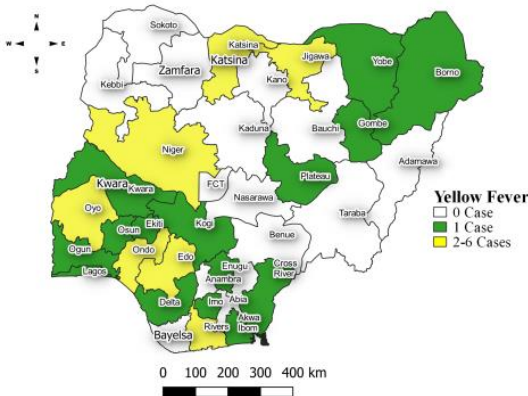 N
W E
S
Sokoto
Katsina
Jigawa
Zamfara
Katsina
Yobe
Borno
Kebbi
Kano
Gombe
Kaduna
Bauchi
Niger
Adamawa
Plateau
Kwara
Kwara
FCT
Nasarawa
Yellow Fever
0 Case
Oyo
Taraba
1 Case
Osun
Ekiti
Kogi
2-6 Cases
Ogun
Ondo
Edo
Benue
Lagos
Enugu
Cross
River
Anambra
Delta
Imo
Abia
Akwa
Ibom
Bayelsa
Rivers
0 100 200 300 400 km